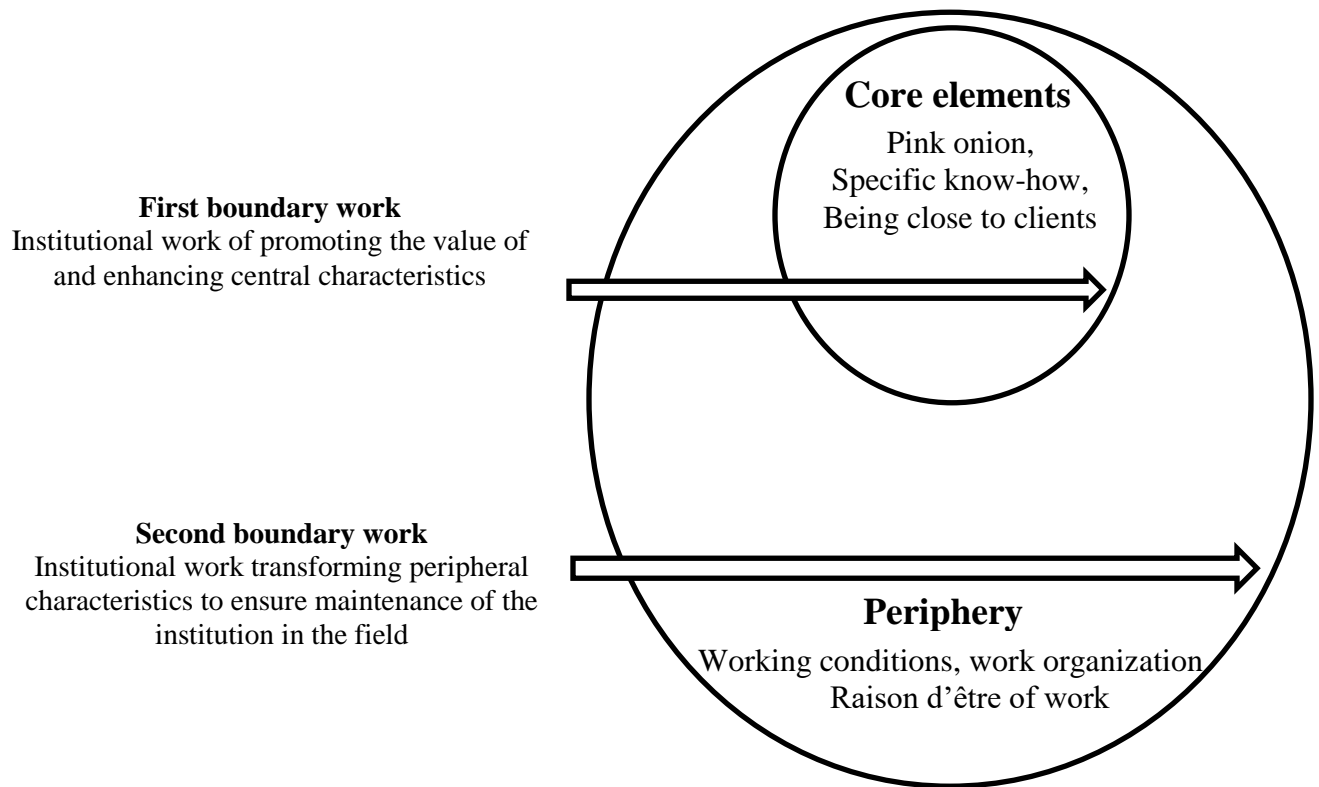 Core elements
Pink onion,
Specific know-how,
Being close to clients
First boundary work
Institutional work of promoting the value of
and enhancing central characteristics
Second boundary work
Institutional work transforming peripheral
characteristics to ensure maintenance of the
institution in the field
Periphery
Working conditions, work organization
Raison d’être of work